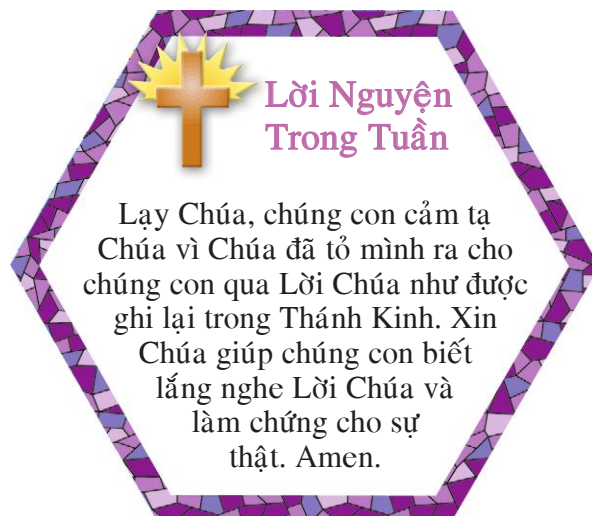 Lời Nguyện
Trong Tuần
Lạy Chúa, chúng con cảm tạ
Chúa vì Chúa đã tỏ mình ra cho
chúng con qua Lời Chúa như được
ghi lại trong Thánh Kinh. Xin
Chúa giúp chúng con biết
lắng nghe Lời Chúa và
làm chứng cho sự
thật. Amen.